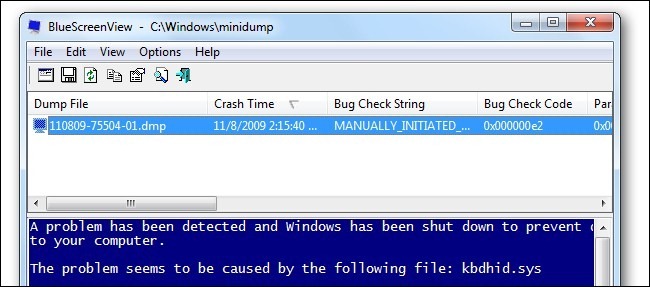 BlueScreenView - C:\Windows\minidump
File Edit View Options Help
Dump File Crash Time Bug Check String Bug Check Code
110809-75504-01.dmp 11/8/2009 2:15:40 ... MANUALLY_INITIATED_... 0x000000e2
A problem has been detected and Windows has been shut down to prevent
to your computer.
The problem seems to be caused by the following file: kbdhid.sys